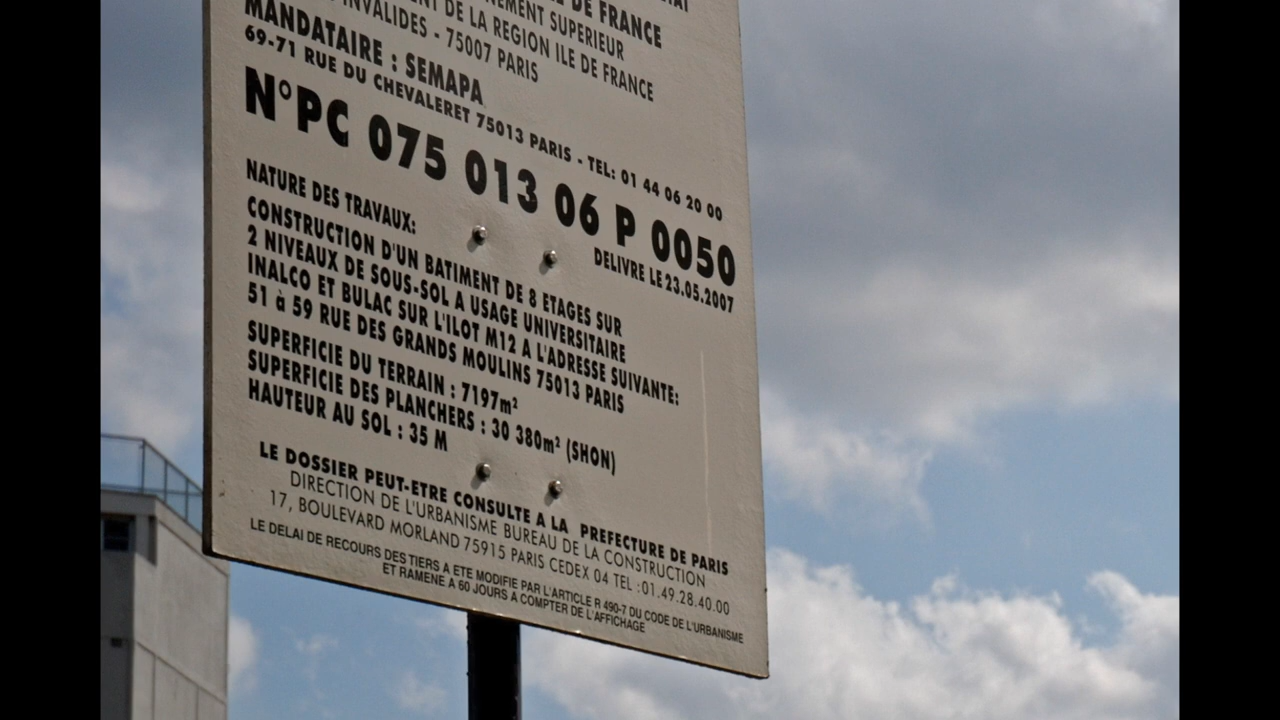 DE FRANCE
NEMENT SUPERIEUR
ENT DE LA REGION ILE DE FRANCE
INVALIDES - 75007 PARIS
MANDATAIRE : SEMAPA
69-71 RUE DU CHEVALERET 75013 PARIS - TEL: 01 44 06 20 00
N°PC 075 013 06 P 0050
DELIVRE LE 23.05.2007
NATURE DES TRAVAUX:
CONSTRUCTION D'UN BATIMENT DE 8 ETAGES SUR
2 NIVEAUX DE SOUS-SOL A USAGE UNIVERSITAIRE
INALCO ET BULAC SUR L'ILOT M12 A L'ADRESSE SUIVANTE:
51 à 59 RUE DES GRANDS MOULINS 75013 PARIS
SUPERFICIE DU TERRAIN : 7197m²
SUPERFICIE DES PLANCHERS : 30 380m² (SHON)
HAUTEUR AU SOL : 35 M
LE DOSSIER PEUT-ETRE CONSULTE A LA PREFECTURE DE PARIS
DIRECTION DE L'URBANISME BUREAU DE LA CONSTRUCTION
17, BOULEVARD MORLAND 75915 PARIS CEDEX 04 TEL :01.49.28.40.00
LE DELAI DE RECOURS DES TIERS A ETE MODIFIE PAR L'ARTICLE R 490-7 DU CODE DE L'URBANISME
ET RAMENE A 60 JOURS A COMPTER DE L'AFFICHAGE